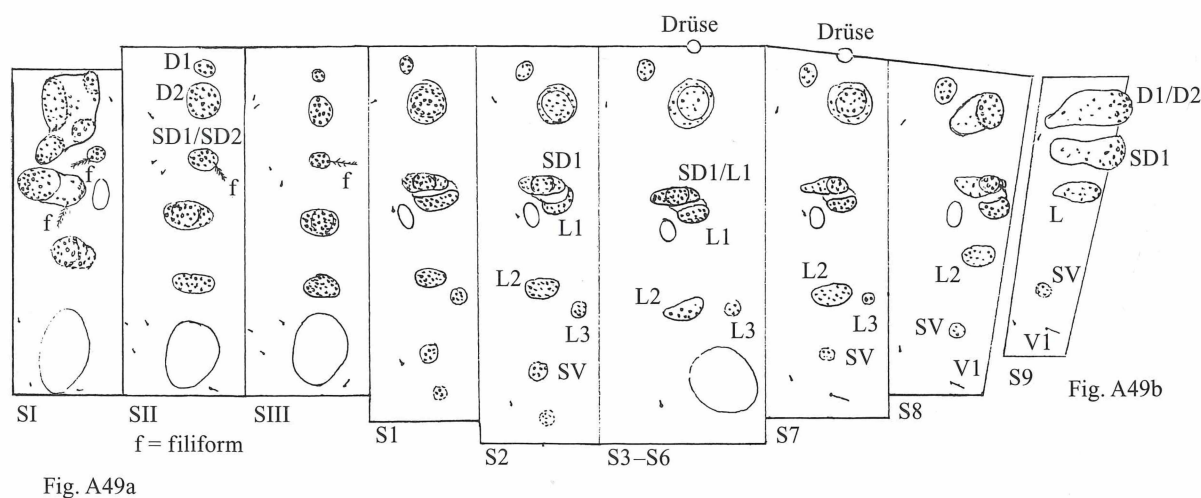 Drüse
Drüse
D1
D2
SD1/SD2
f
f
f
f
SD1
L1
SD1/L1
L1
L2
L3
SV
L2
L3
L2
L3
SV
L2
SV
V1
D1/D2
SD1
L
SV
V1
SI
SII
SIII
S1
S2
S3–S6
S7
S8
S9
f = filiform
Fig. A49a
Fig. A49b